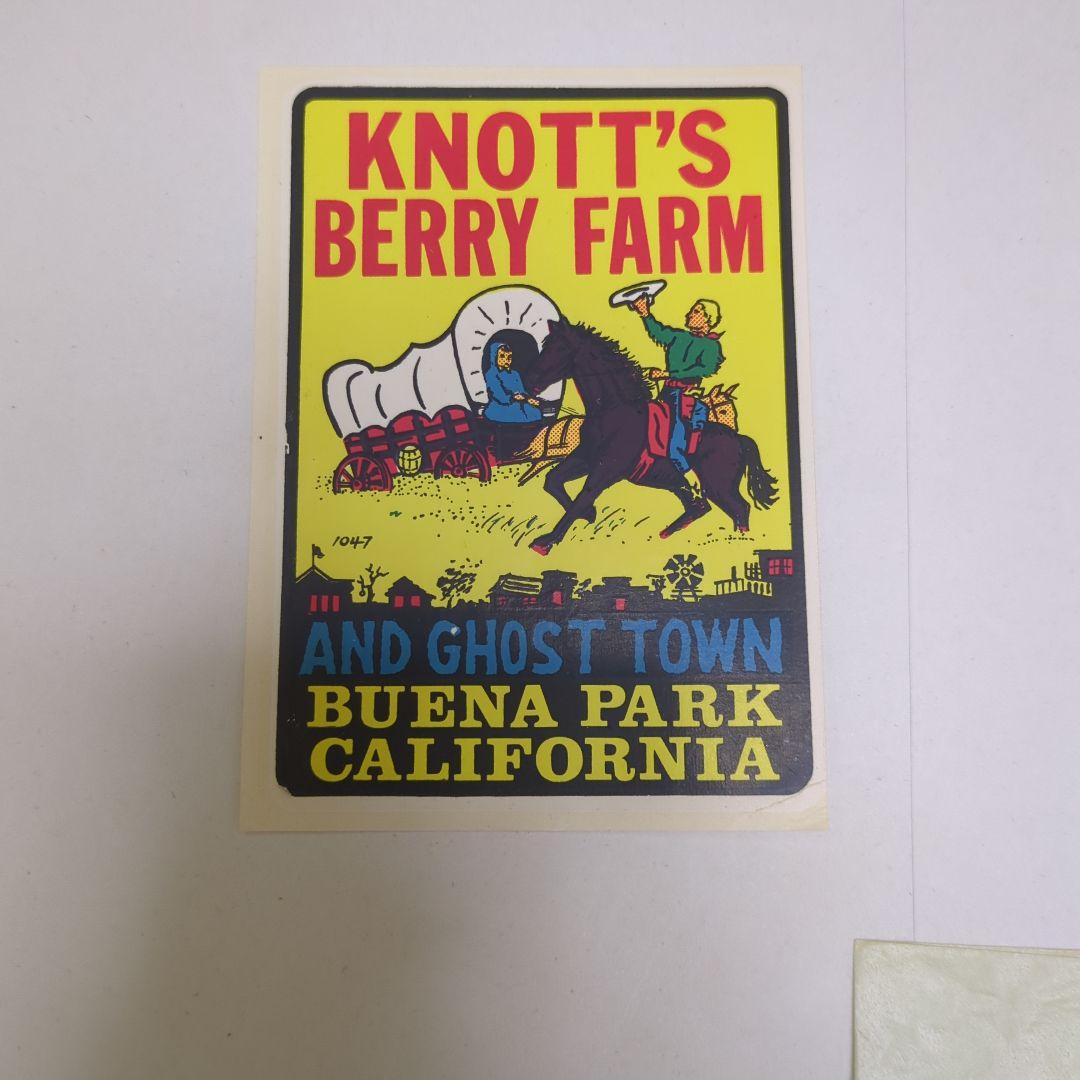 KNOTT'S
BERRY FARM
1047
AND GHOST TOWN
BUENA PARK
CALIFORNIA